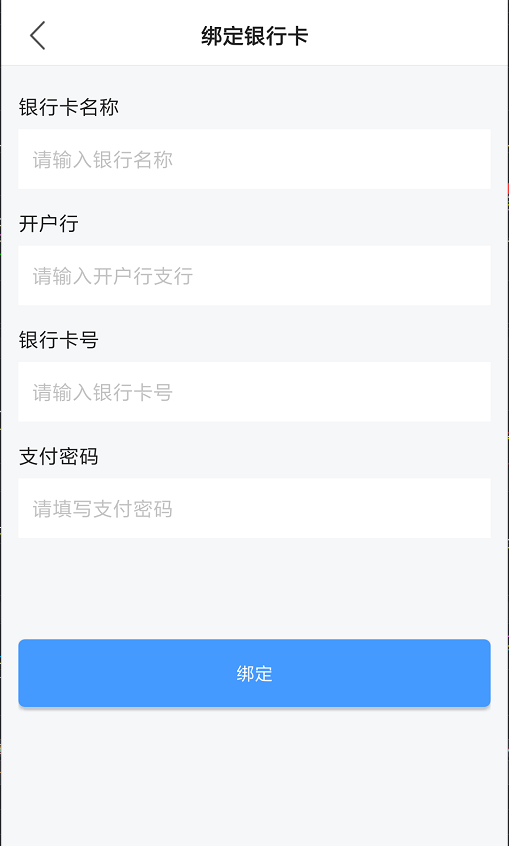 绑定银行卡
银行卡名称
请输入银行名称
开户行
请输入开户行支行
银行卡号
请输入银行卡号
支付密码
请填写支付密码
绑定